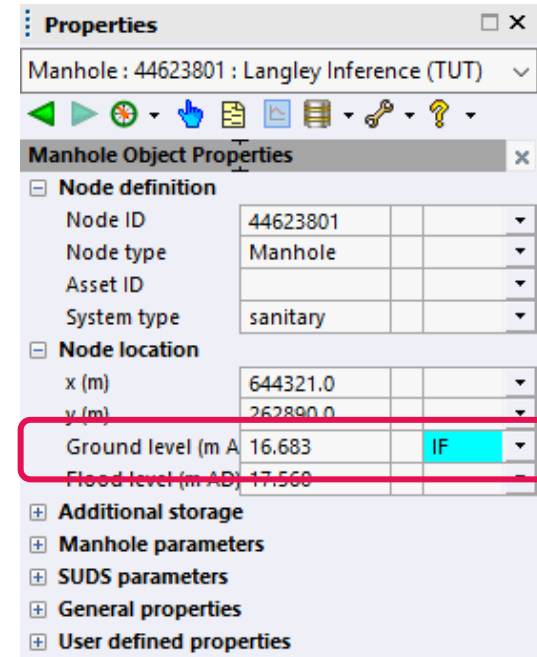 Properties
Manhole : 44623801 : Langley Inference (TUT)
Manhole Object Properties
Node definition
Node ID 44623801
Node type Manhole
Asset ID
System type sanitary
Node location
x (m) 644321.0
y (m) 262890.0
Ground level (m A 16.683 IF
Flood level (m AD) 17.560
Additional storage
Manhole parameters
SUDS parameters
General properties
User defined properties